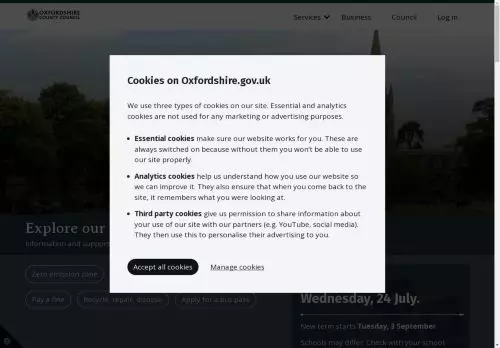 OXFORDSHIRE
COUNTY COUNCIL
Services
Business
Council
Log in
Cookies on Oxfordshire.gov.uk
We use three types of cookies on our site. Essential and analytics
cookies are not used for any marketing or advertising purposes.
Essential cookies make sure our website works for you. These are
always switched on because without them you won't be able to use
our site properly.
Analytics cookies help us understand how you use our website so
we can improve it. They also ensure that when you come back to the
site, it remembers what you were looking at.
Third party cookies give us permission to share information about
your use of our site with our partners (e.g. YouTube, social media).
They then use this to personalise their advertising to you.
Accept all cookies
Manage cookies
Explore our
Information and support
Zero emission zone
Pay a fine
Recycle, repair, dispose
Apply for a bus pass
Wednesday, 24 July.
New term starts Tuesday, 3 September
Schools may differ. Check with your school